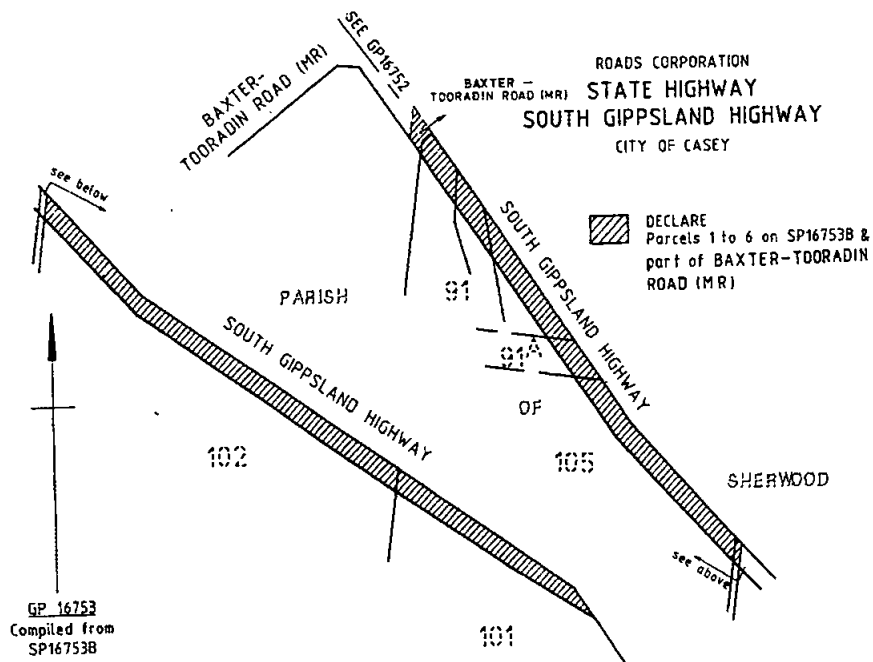 SEE GP16752
BAXTER-
TOORADIN ROAD (MR)
BAXTER -
TOORADIN ROAD (MR)
ROADS CORPORATION
STATE HIGHWAY
SOUTH GIPPSLAND HIGHWAY
CITY OF CASEY
DECLARE
Parcels 1 to 6 on SP16753B &
part of BAXTER-TOORADIN
ROAD (MR)
see below
SOUTH GIPPSLAND HIGHWAY
PARISH
91
91A
OF
SOUTH GIPPSLAND HIGHWAY
102
105
SHERWOOD
see above
101
GP 16753
Compiled from
SP16753B